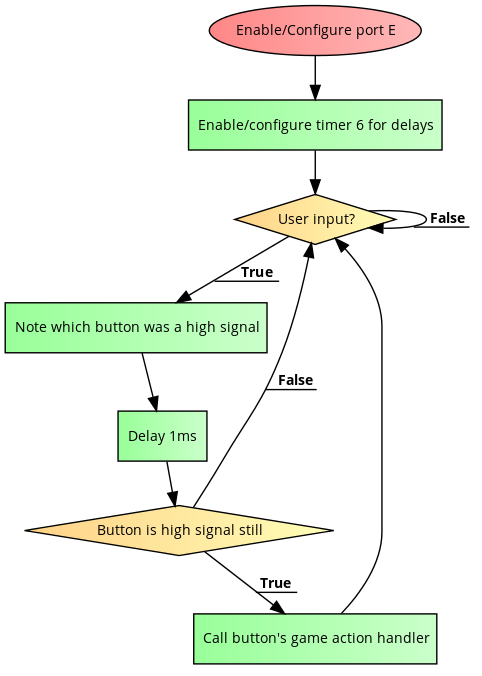 Enable/Configure port E
Enable/configure timer 6 for delays
User input?
False
True
Note which button was a high signal
False
Delay 1ms
Button is high signal still
True
Call button's game action handler